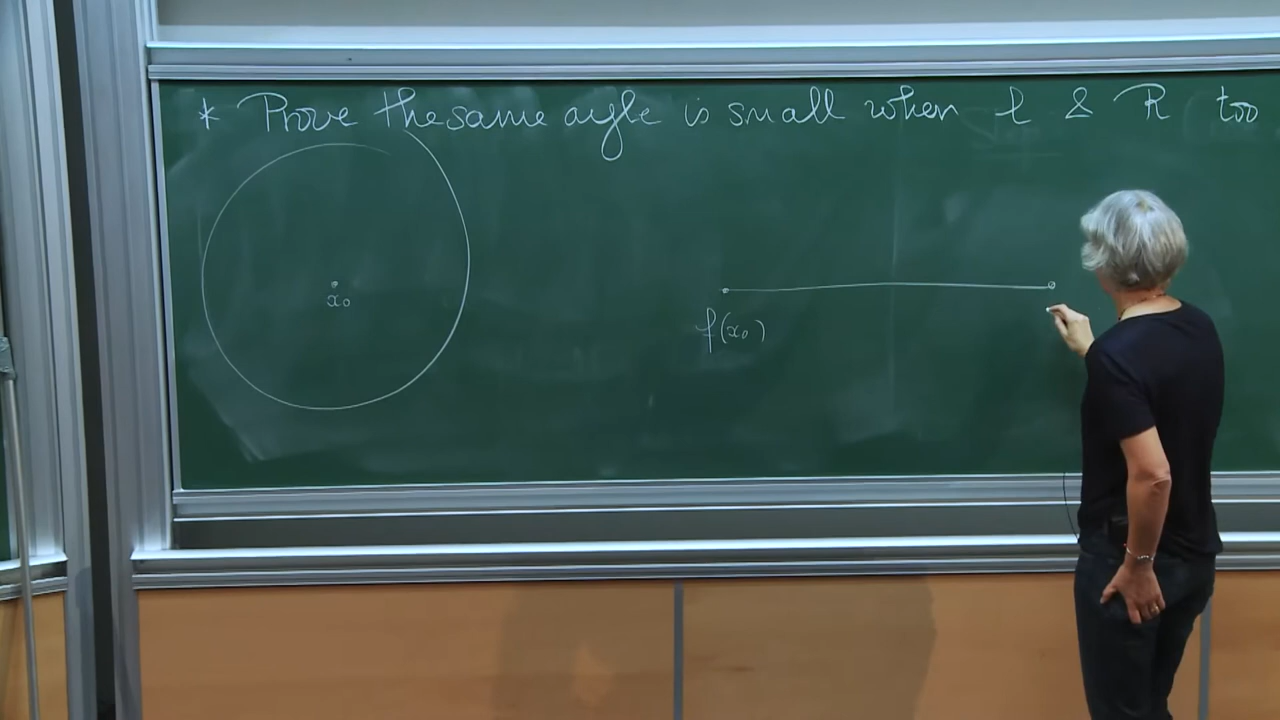 * Prove the same angle is small when l & R too
x₀
f(x₀)